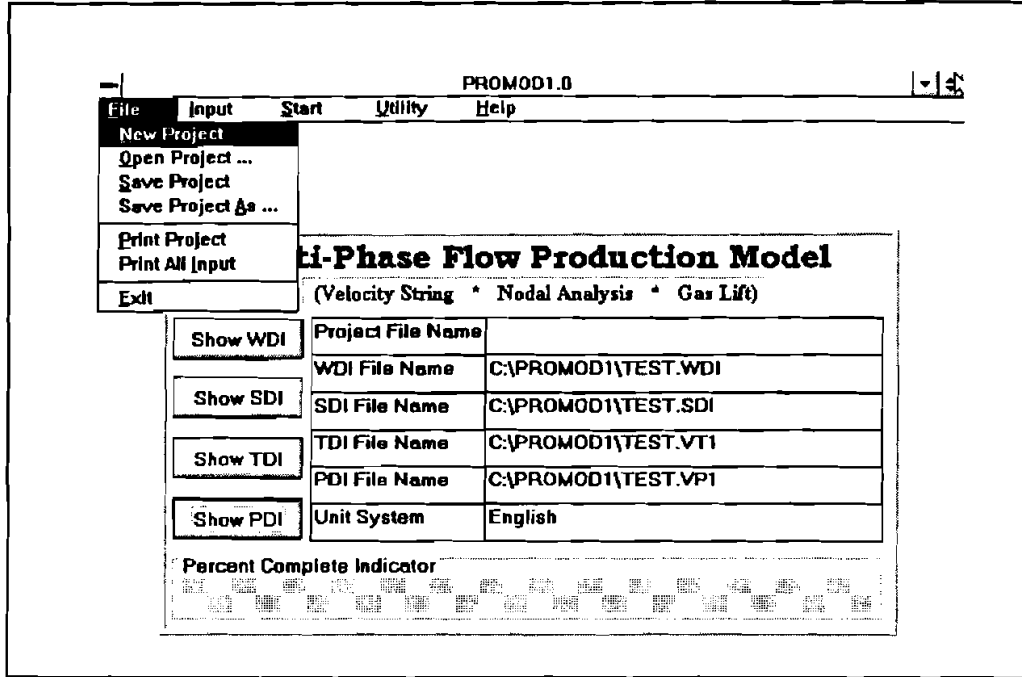 PROMOD1.0
File Input Start Utility Help
New Project
Open Project ...
Save Project
Save Project As ...
Print Project
Print All Input
Exit
ti-Phase Flow Production Model
(Velocity String * Nodal Analysis * Gas Lift)
Show WDI
Project File Name
WDI File Name C:\PROMOD1\TEST.WDI
Show SDI
SDI File Name C:\PROMOD1\TEST.SDI
TDI File Name C:\PROMOD1\TEST.VT1
Show TDI
PDI File Name C:\PROMOD1\TEST.VP1
Show PDI
Unit System English
Percent Complete Indicator